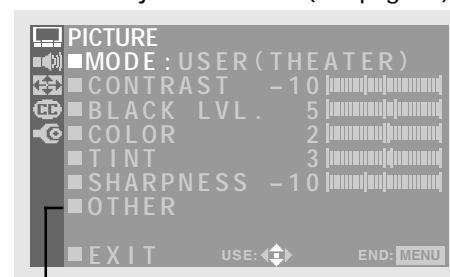 PICTURE
MODE:USER(THEATER)
CONTRAST -10
BLACK LVL. 5
COLOR 2
TINT 3
SHARPNESS -10
OTHER
EXIT USE: END: MENU